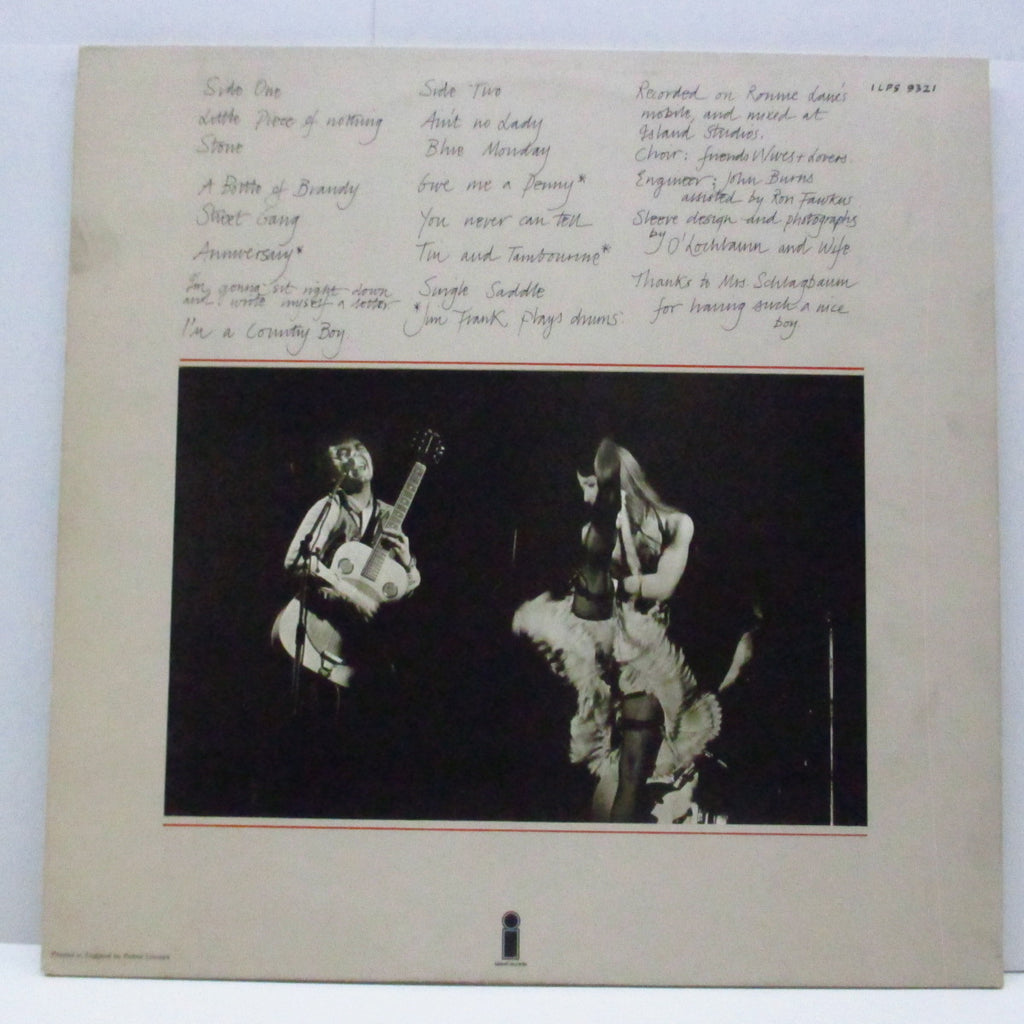 Side One
Little Piece of nothing
Stone
A Bottle of Brandy
Street Gang
Anniversary*
I'm gonna sit right down
and write myself a letter.
I'm a Country Boy.
Side Two
Ain't no Lady
Blue Monday
Give me a Penny*
You never can tell
Tin and Tambourine*
Single Saddle
*Jim Frank plays drums
Recorded on Ronnie Lane's
mobile, and mixed at
Island Studios.
Choir: friends Wives + lovers.
Engineer: John Burns
assisted by Ron Fawkus
Sleeve design and photographs
by O'Lochlainn and Wife
Thanks to Mrs Schlagbaum
for having such a nice
boy
ILPS 9321
Printed in England by